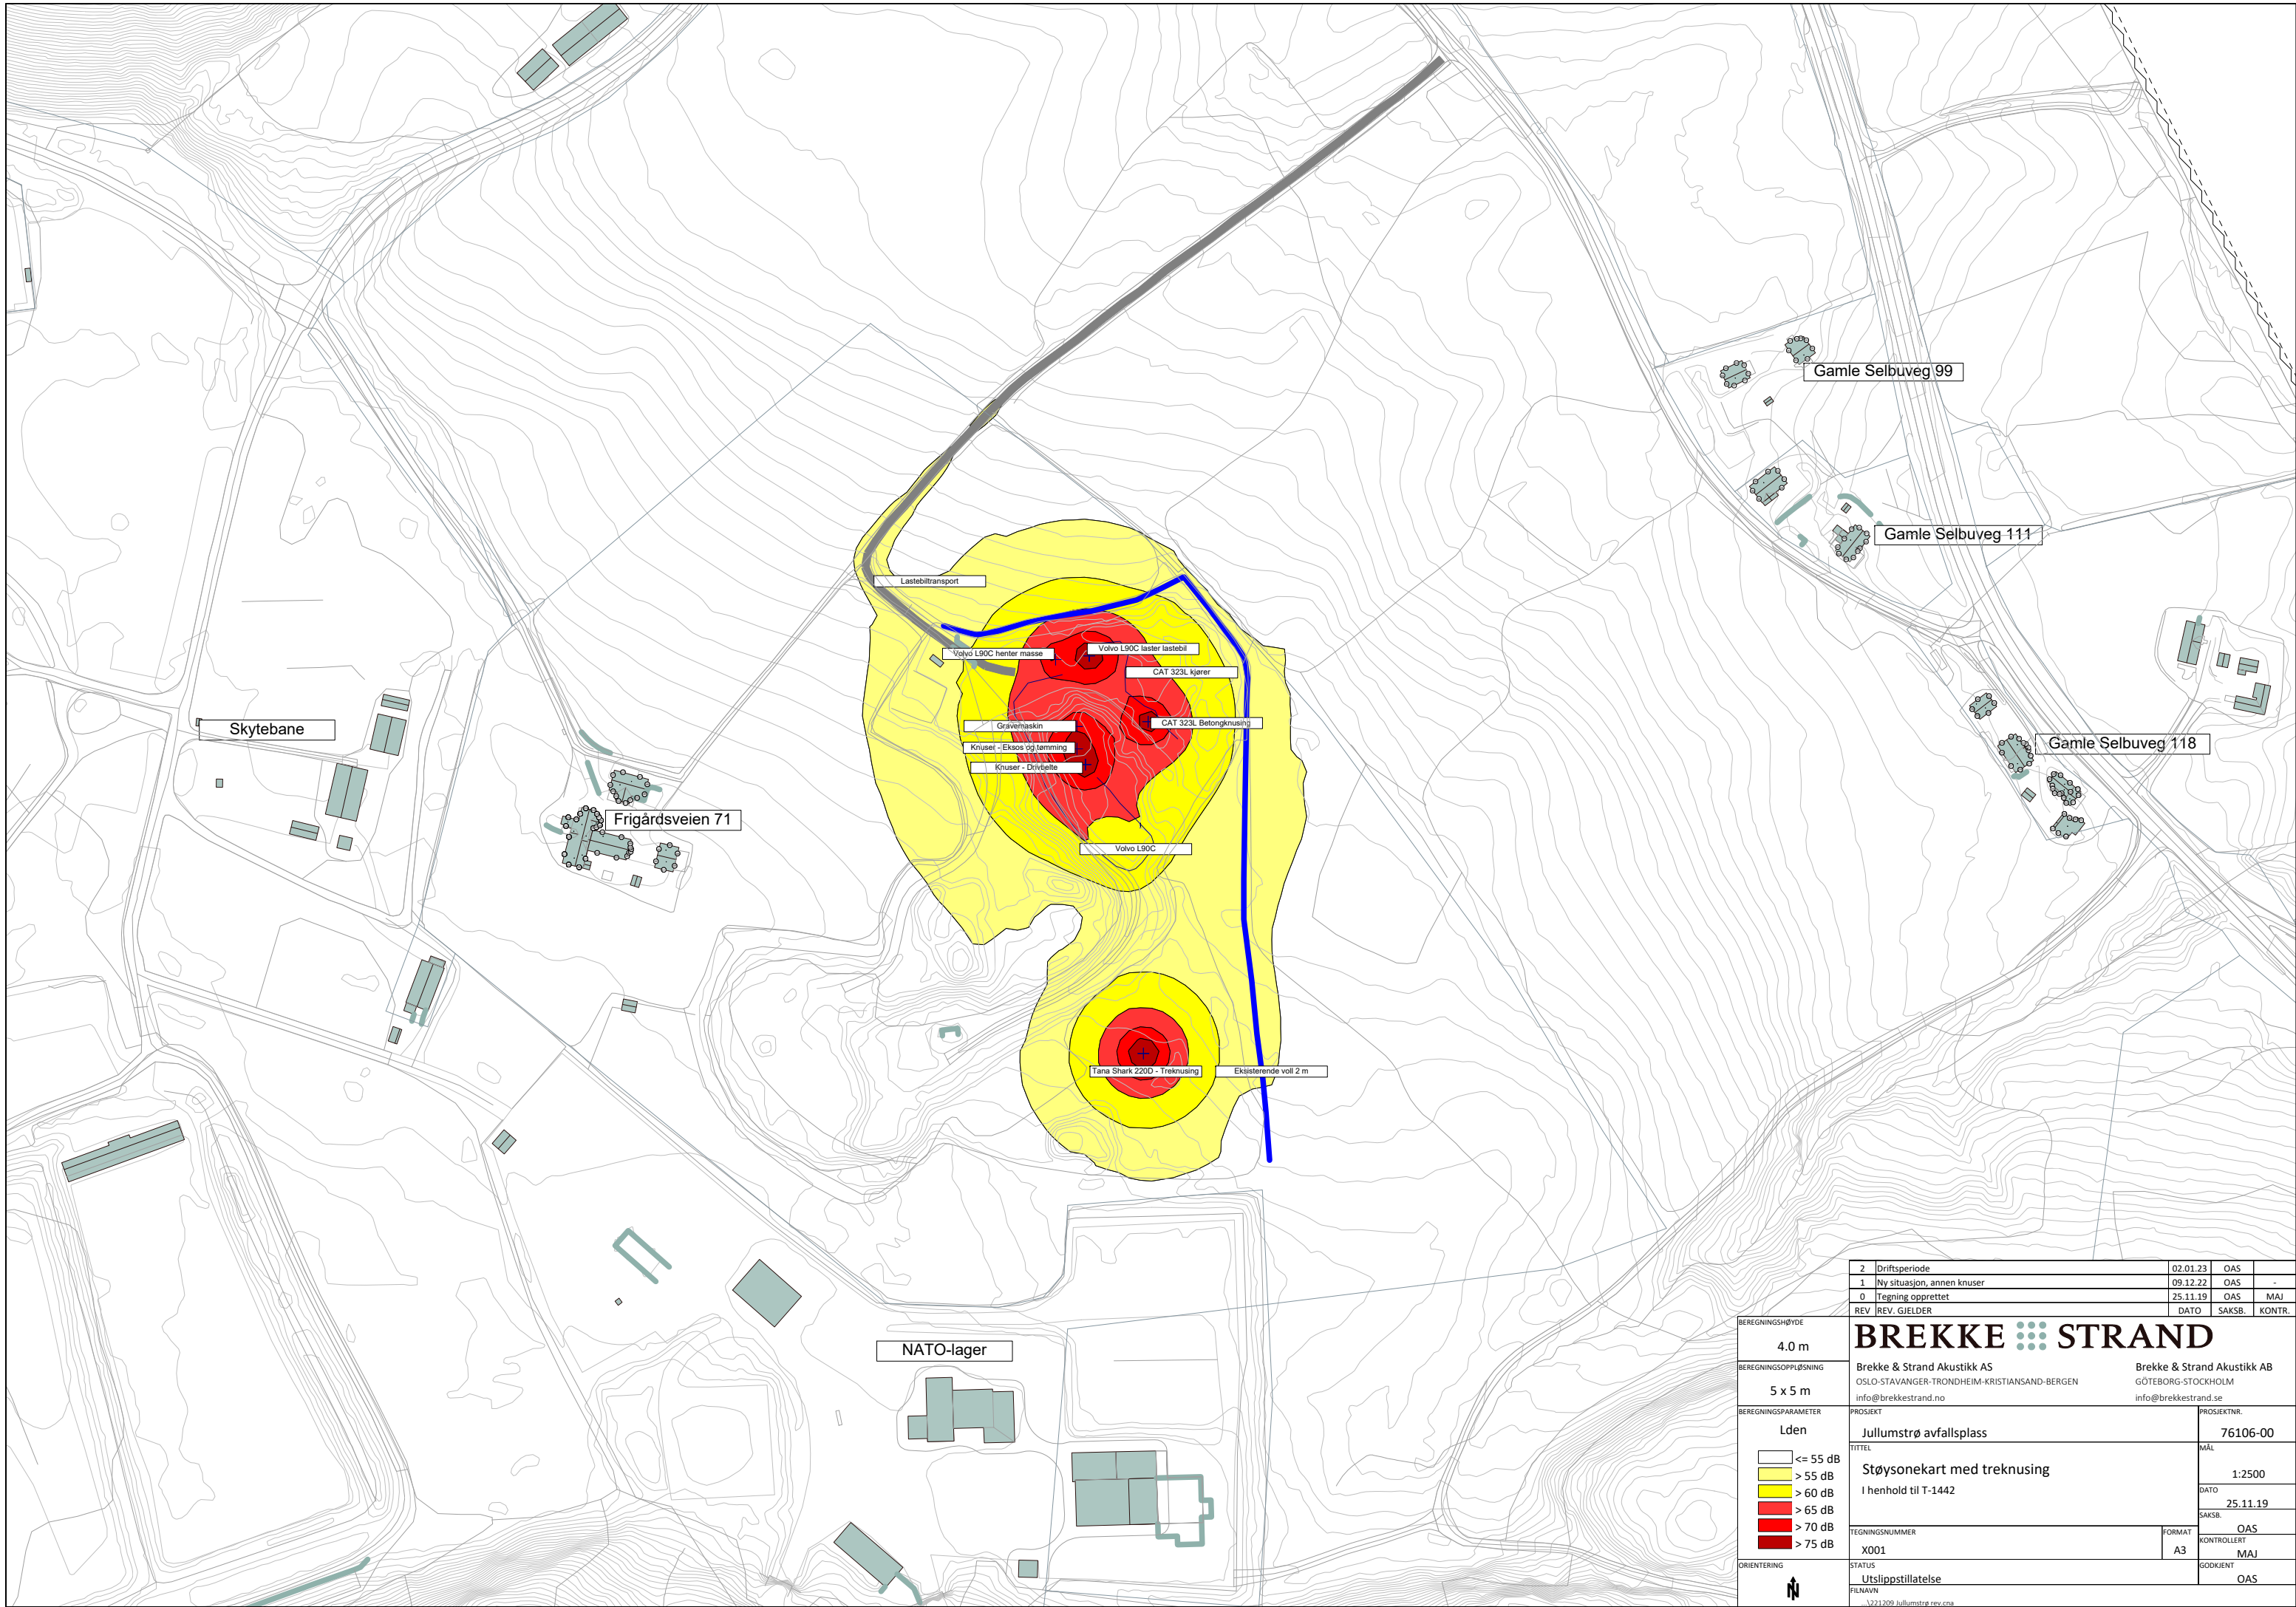 Gamle Selbuveg 99
Gamle Selbuveg 111
Lastebiltransport
Volvo L90C henter masse
Volvo L90C laster lastebil
CAT 323L kjører
Skytebane
Gravemaskin
CAT 323L Betongknusing
Knuser - Eksos og tømming
Knuser - Drivbelte
Gamle Selbuveg 118
Frigårdsveien 71
Volvo L90C
Tana Shark 220D - Treknusing
Eksisterende voll 2 m
NATO-lager
2 Driftsperiode 02.01.23 OAS
1 Ny situasjon, annen knuser 09.12.22 OAS -
0 Tegning opprettet 25.11.19 OAS MAJ
REV REV. GJELDER DATO SAKSB. KONTR.
BEREGNINGSHØYDE
4.0 m
BEREGNINGSOPPLØSNING
5 x 5 m
BEREGNINGSPARAMETER
Lden
<= 55 dB
> 55 dB
> 60 dB
> 65 dB
> 70 dB
> 75 dB
ORIENTERING
N
BREKKE STRAND
Brekke & Strand Akustikk AS
OSLO-STAVANGER-TRONDHEIM-KRISTIANSAND-BERGEN
info@brekkestrand.no
Brekke & Strand Akustikk AB
GÖTEBORG-STOCKHOLM
info@brekkestrand.se
PROSJEKT
Jullumstrø avfallsplass
PROSJEKTNR.
76106-00
TITTEL
Støysonekart med treknusing
I henhold til T-1442
MÅL
1:2500
DATO
25.11.19
SAKSB.
OAS
TEGNINGSNUMMER
X001
FORMAT
A3
KONTROLLERT
MAJ
STATUS
Utslippstillatelse
GODKJENT
OAS
FILNAVN
...\221209 Jullumstrø rev.cna